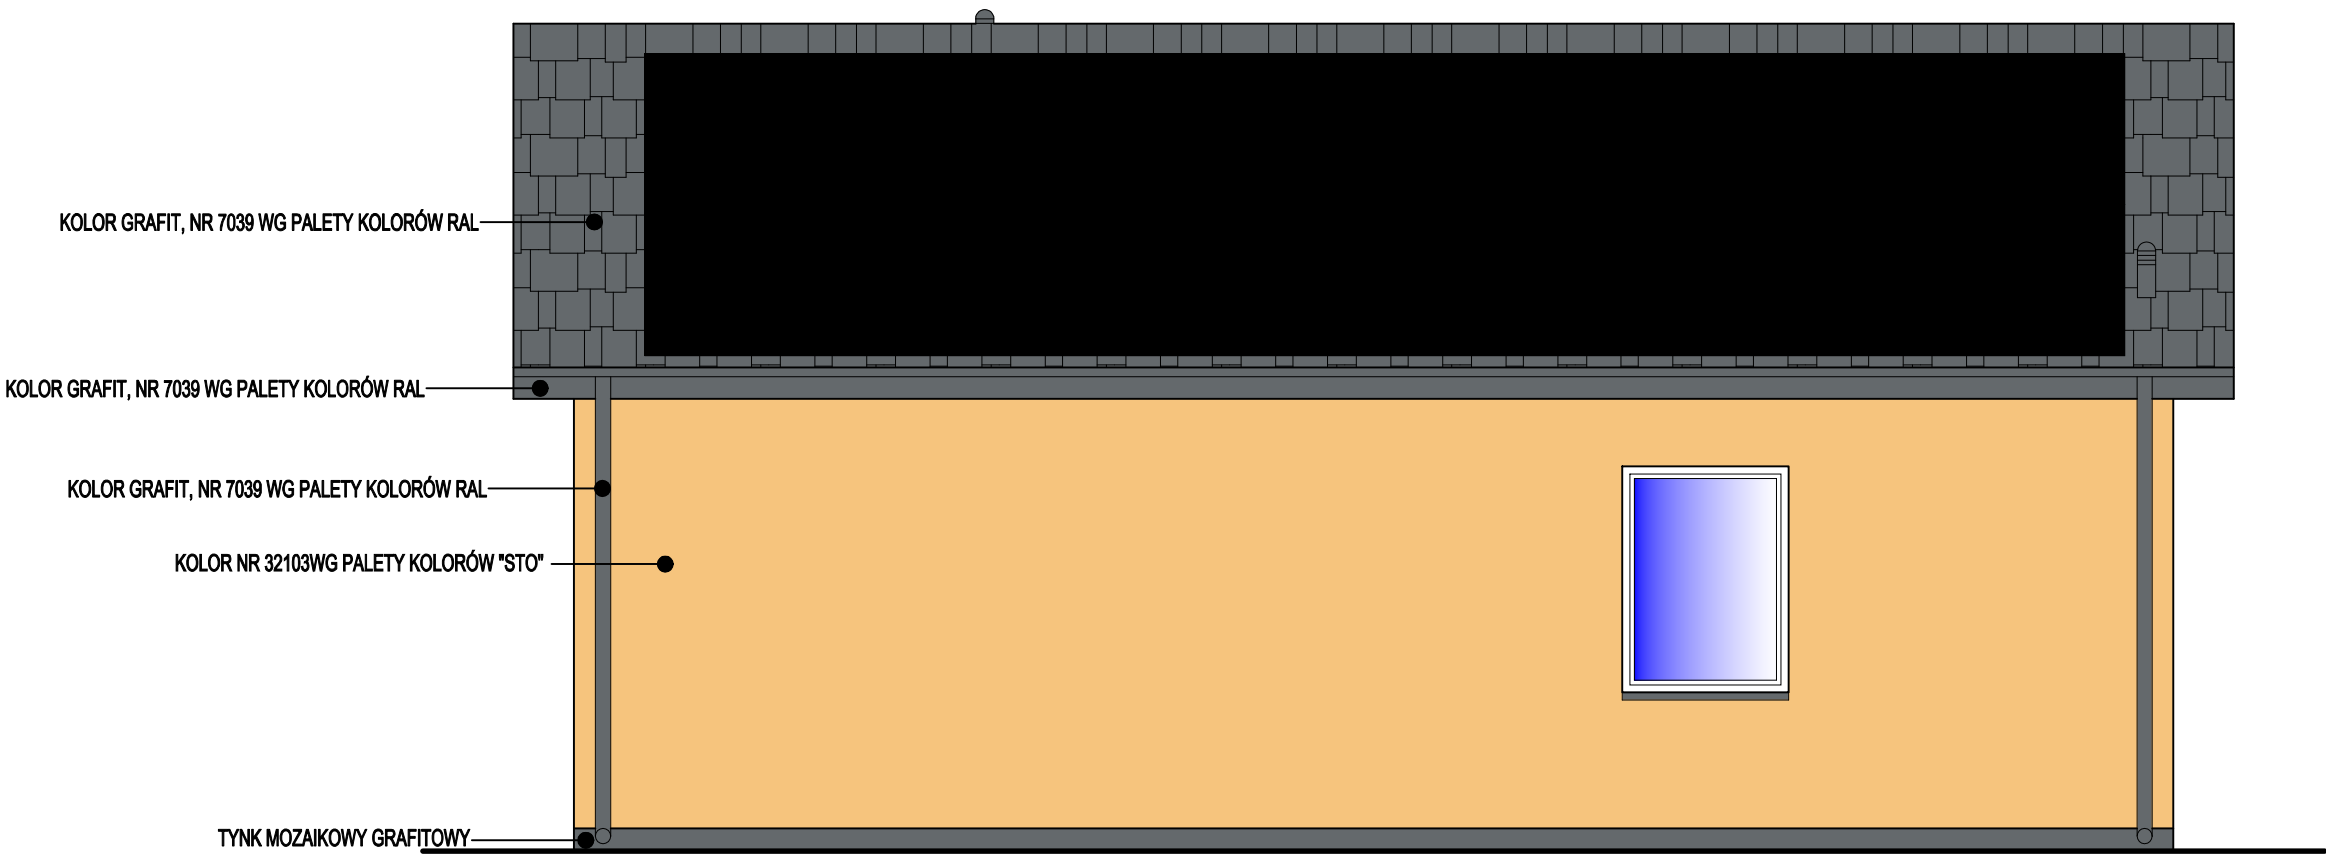 KOLOR GRAFIT, NR 7039 WG PALETY KOLORÓW RAL
KOLOR GRAFIT, NR 7039 WG PALETY KOLORÓW RAL
KOLOR GRAFIT, NR 7039 WG PALETY KOLORÓW RAL
KOLOR NR 32103WG PALETY KOLORÓW "STO"
TYNK MOZAIKOWY GRAFITOWY